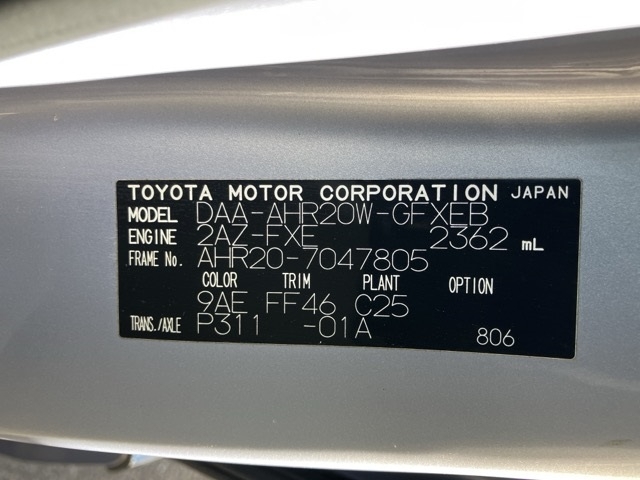 TOYOTA MOTOR CORPORATION JAPAN
MODEL DAA-AHR20W-GFXEB
ENGINE 2AZ-FXE 2362 mL
FRAME No. AHR20-7047805
COLOR TRIM PLANT OPTION
9AE FF46 C25
TRANS./AXLE P311 -01A
806